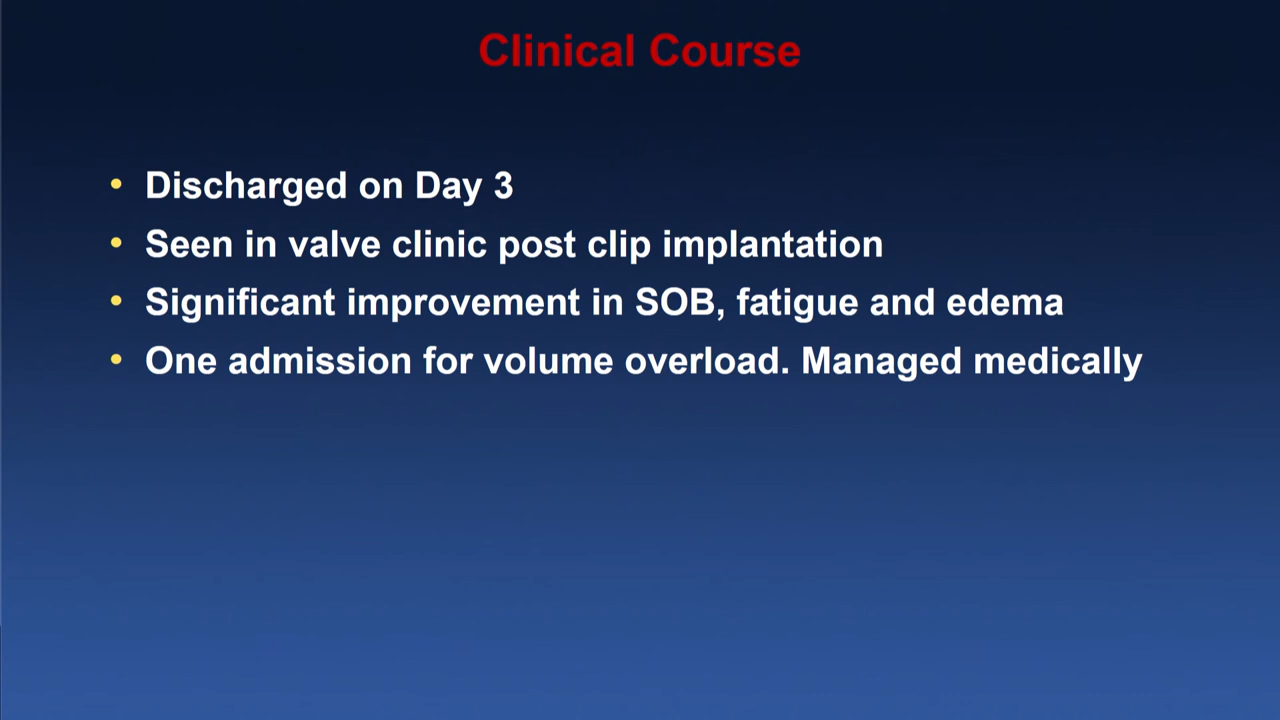 Clinical Course
• Discharged on Day 3
• Seen in valve clinic post clip implantation
• Significant improvement in SOB, fatigue and edema
• One admission for volume overload. Managed medically